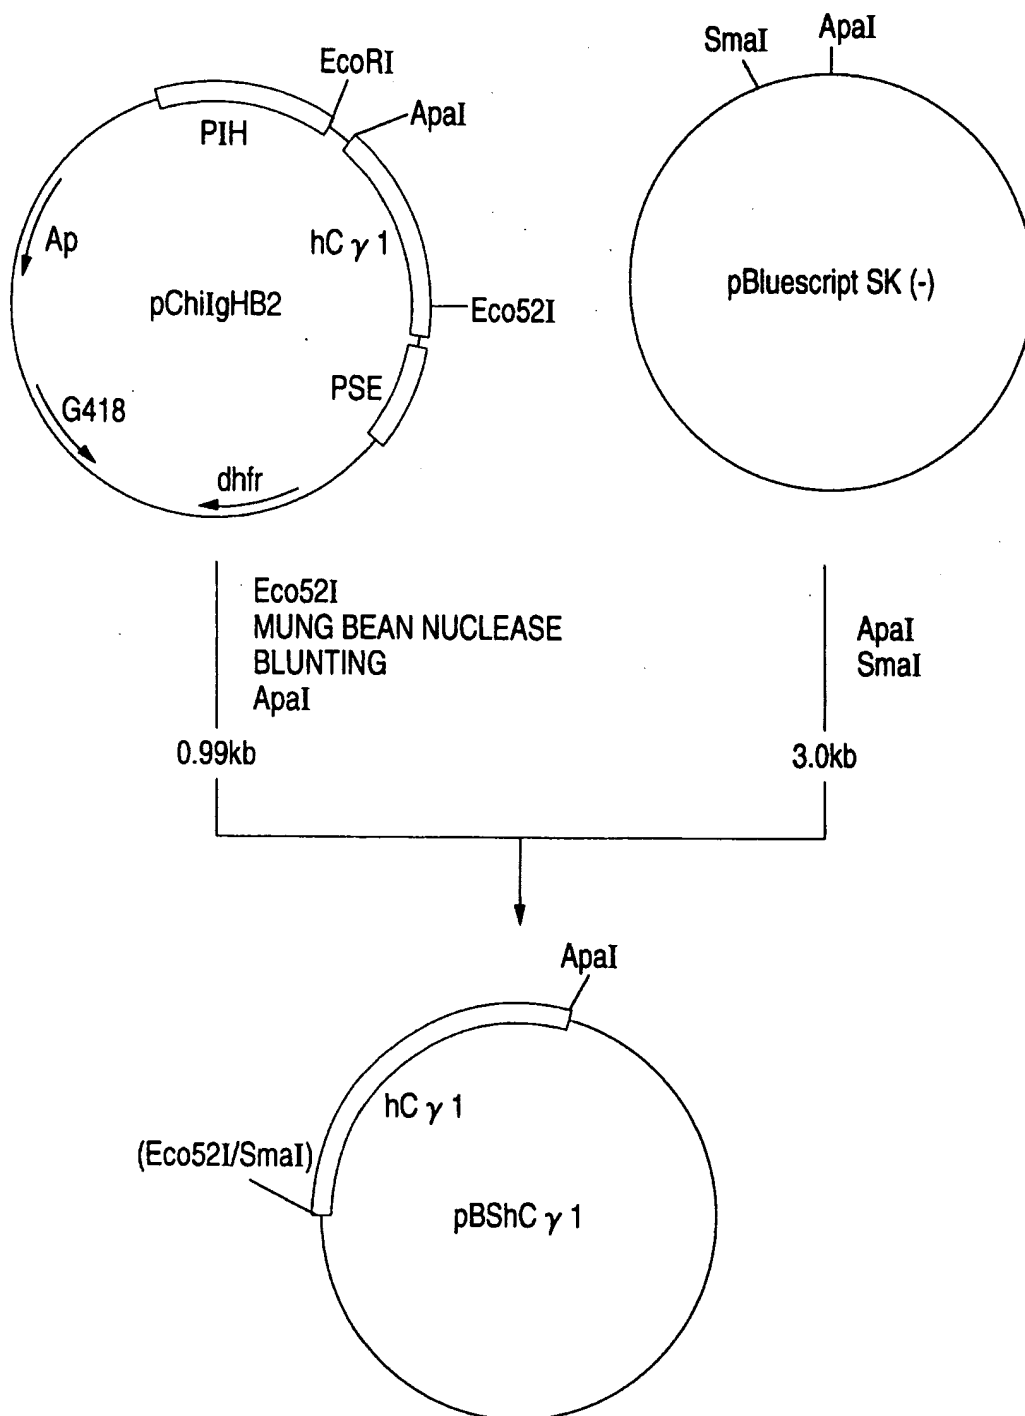 EcoRI
ApaI
PIH
Ap
hC γ 1
pChiIgHB2
Eco52I
PSE
G418
dhfr
SmaI
ApaI
pBluescript SK (-)
Eco52I
MUNG BEAN NUCLEASE
BLUNTING
ApaI
0.99kb
ApaI
SmaI
3.0kb
ApaI
hC γ 1
(Eco52I/SmaI)
pBShC γ 1